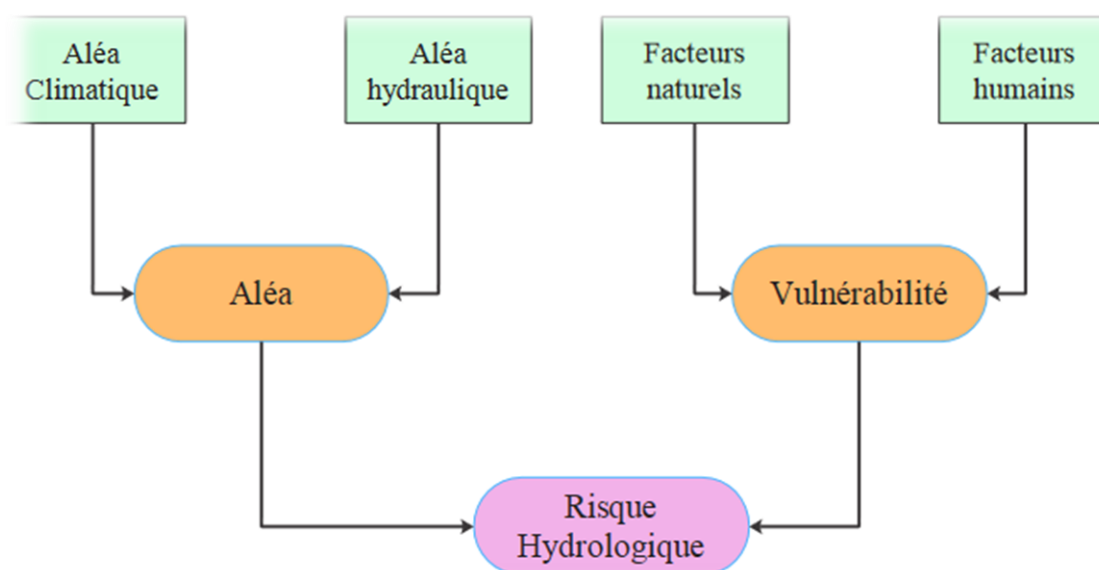 Aléa
Climatique
Aléa
hydraulique
Facteurs
naturels
Facteurs
humains
Aléa
Vulnérabilité
Risque
Hydrologique